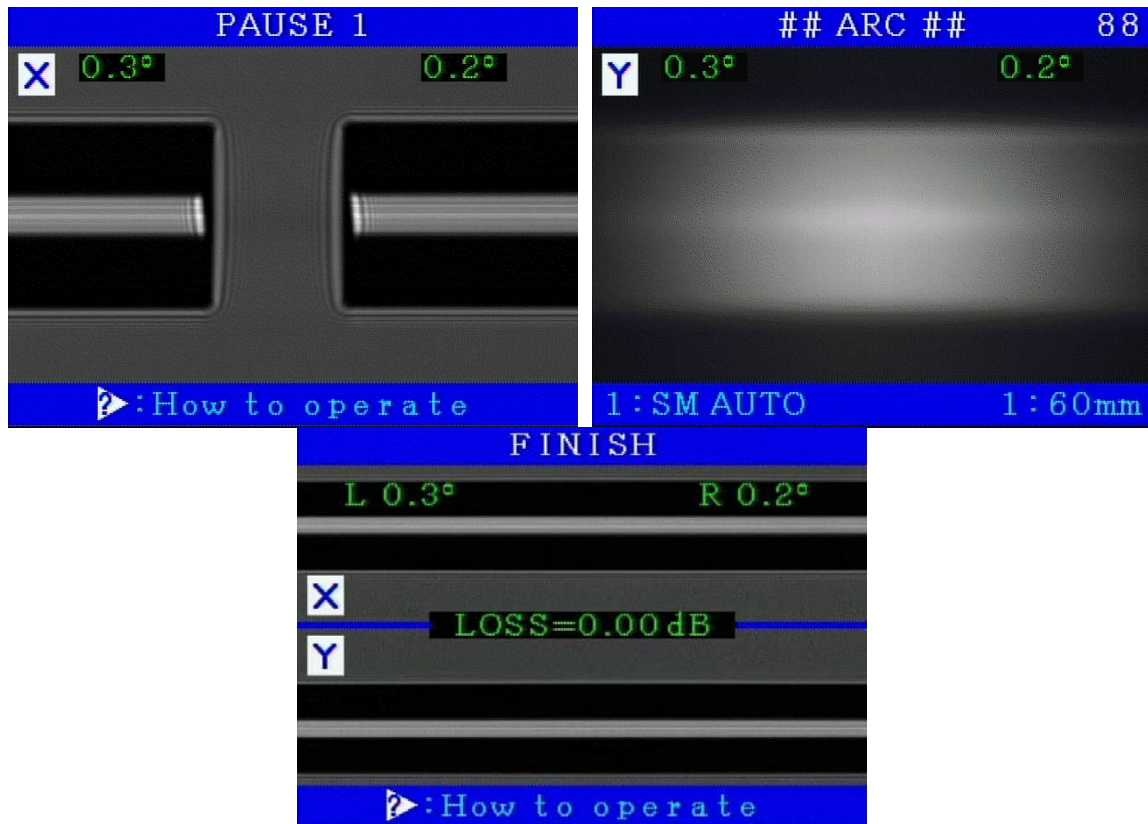 PAUSE 1
X 0.3° 0.2°
?:How to operate
## ARC ## 88
Y 0.3° 0.2°
1:SM AUTO 1:60mm
FINISH
L 0.3° R 0.2°
X
LOSS=0.00dB
Y
?:How to operate